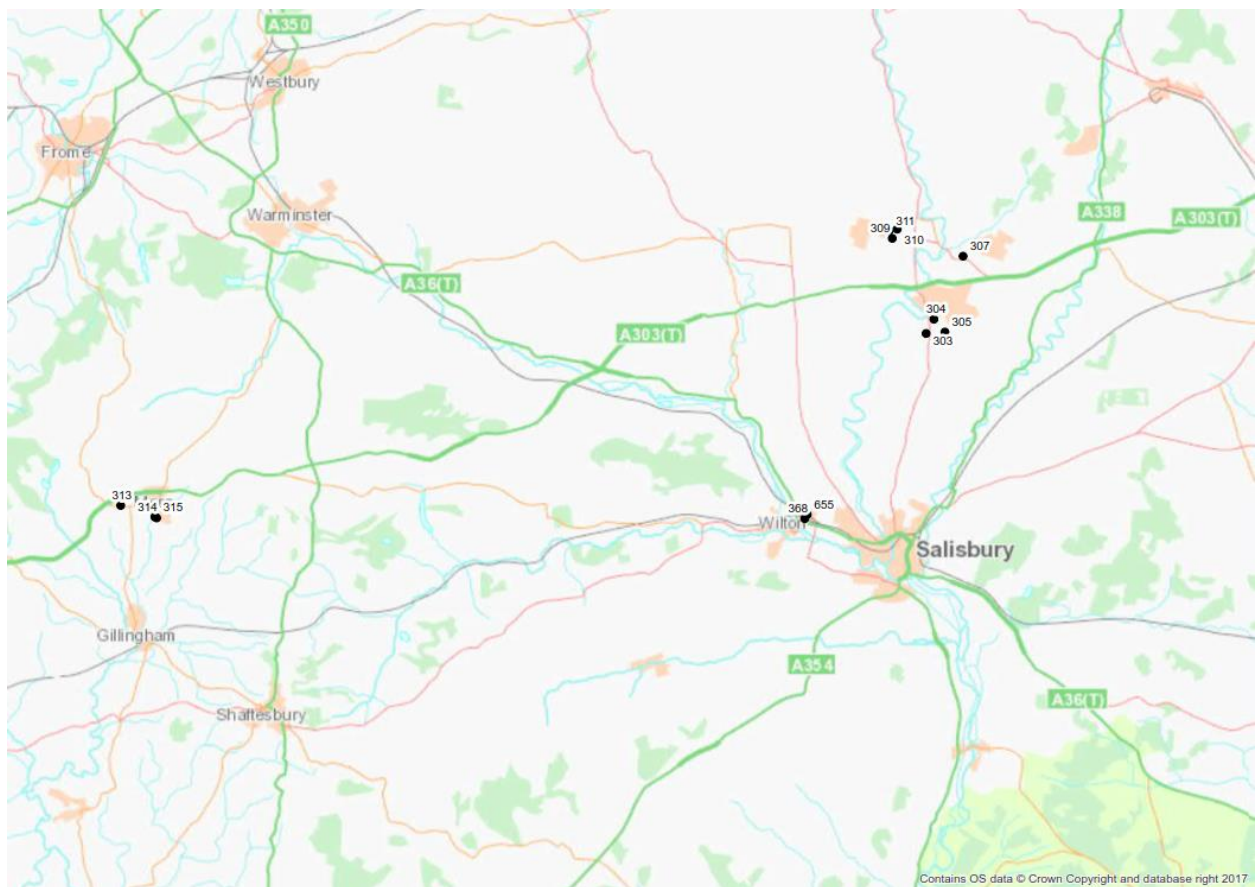 A350
Westbury
Frome
Warminster
A338
A303(T)
311
309
310
307
A36(T)
304
305
303
A303(T)
313
314
315
368
655
Wilton
Salisbury
Gillingham
A354
A36(T)
Shaftesbury
Contains OS data © Crown Copyright and database right 2017